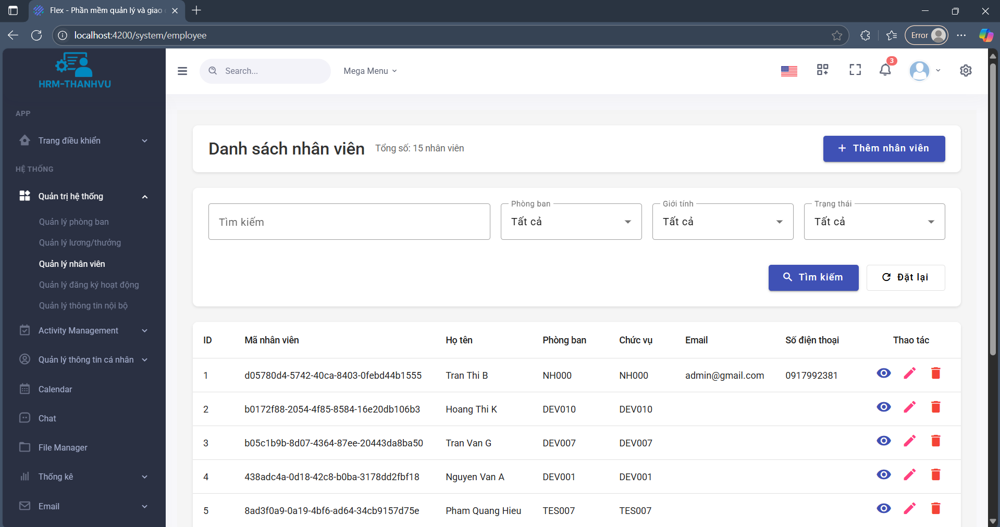 Flex - Phần mềm quản lý và giao
localhost:4200/system/employee
Error
HRM-THANHVU
Search...
Mega Menu
3
APP
Trang điều khiển
HỆ THỐNG
Quản trị hệ thống
Quản lý phòng ban
Quản lý lương/thưởng
Quản lý nhân viên
Quản lý đăng ký hoạt động
Quản lý thông tin nội bộ
Activity Management
Quản lý thông tin cá nhân
Calendar
Chat
File Manager
Thống kê
Email
Danh sách nhân viên Tổng số: 15 nhân viên
+ Thêm nhân viên
Tìm kiếm
Phòng ban
Tất cả
Giới tính
Tất cả
Trạng thái
Tất cả
Tìm kiếm
Đặt lại
ID Mã nhân viên Họ tên Phòng ban Chức vụ Email Số điện thoại Thao tác
1 d05780d4-5742-40ca-8403-0febd44b1555 Tran Thi B NH000 NH000 admin@gmail.com 0917992381
2 b0172f88-2054-4f85-8584-16e20db106b3 Hoang Thi K DEV010 DEV010
3 b05c1b9b-8d07-4364-87ee-20443da8ba50 Tran Van G DEV007 DEV007
4 438adc4a-0d18-42c8-b0ba-3178dd2fbf18 Nguyen Van A DEV001 DEV001
5 8ad3f0a9-0a19-4bf6-ad64-34cb9157d75e Pham Quang Hieu TES007 TES007